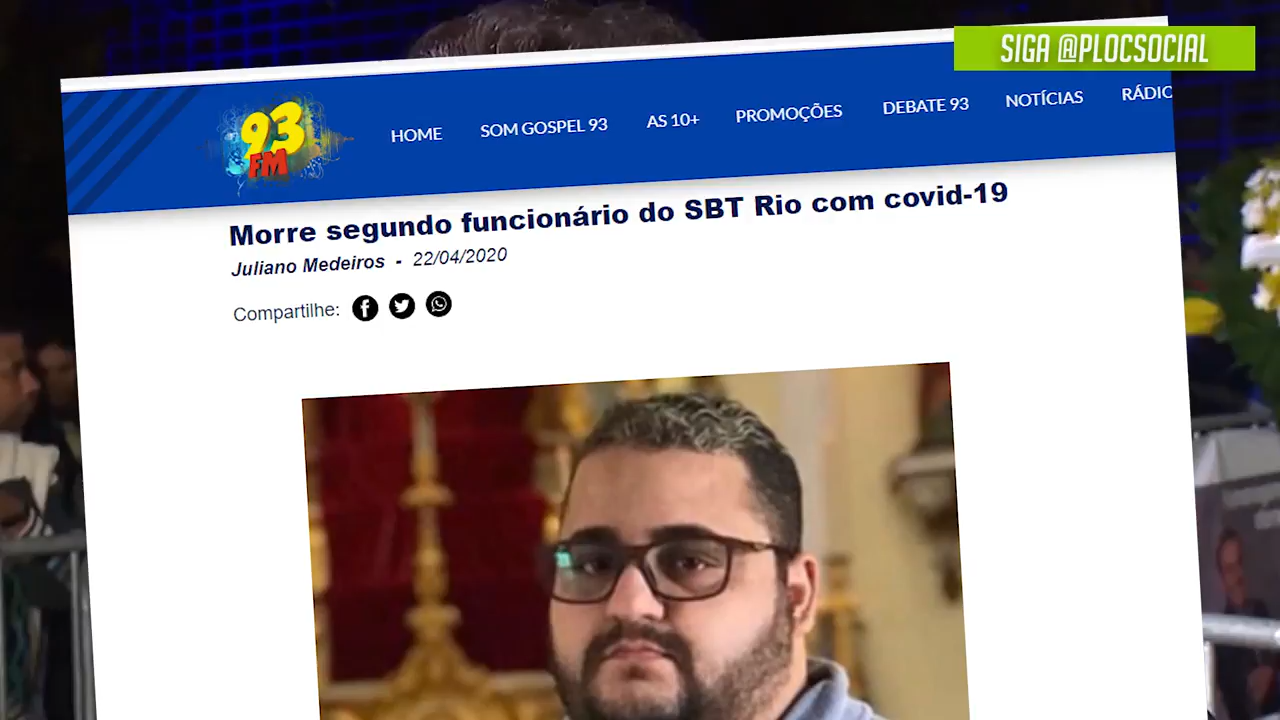 SIGA @PLOCSOCIAL
93
FM
HOME SOM GOSPEL 93 AS 10+ PROMOÇÕES DEBATE 93 NOTÍCIAS RÁDIO
Morre segundo funcionário do SBT Rio com covid-19
Juliano Medeiros - 22/04/2020
Compartilhe: